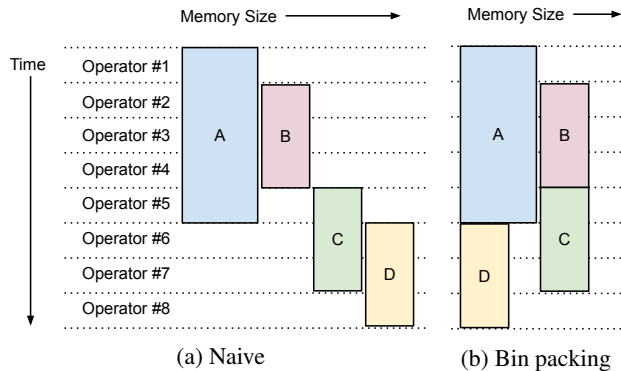 Memory Size
Memory Size
Time
Operator #1
Operator #2
Operator #3
Operator #4
Operator #5
Operator #6
Operator #7
Operator #8
A
B
C
D
A
B
C
D
(a) Naive
(b) Bin packing